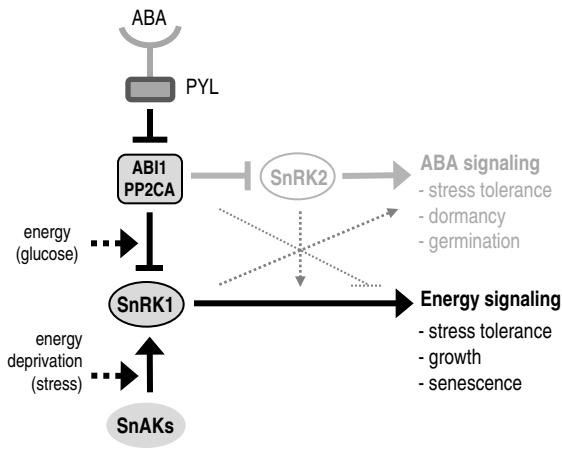 ABA
PYL
ABI1
PP2CA
SnRK2
ABA signaling
- stress tolerance
- dormancy
- germination
energy
(glucose)
SnRK1
Energy signaling
- stress tolerance
- growth
- senescence
energy
deprivation
(stress)
SnAKs